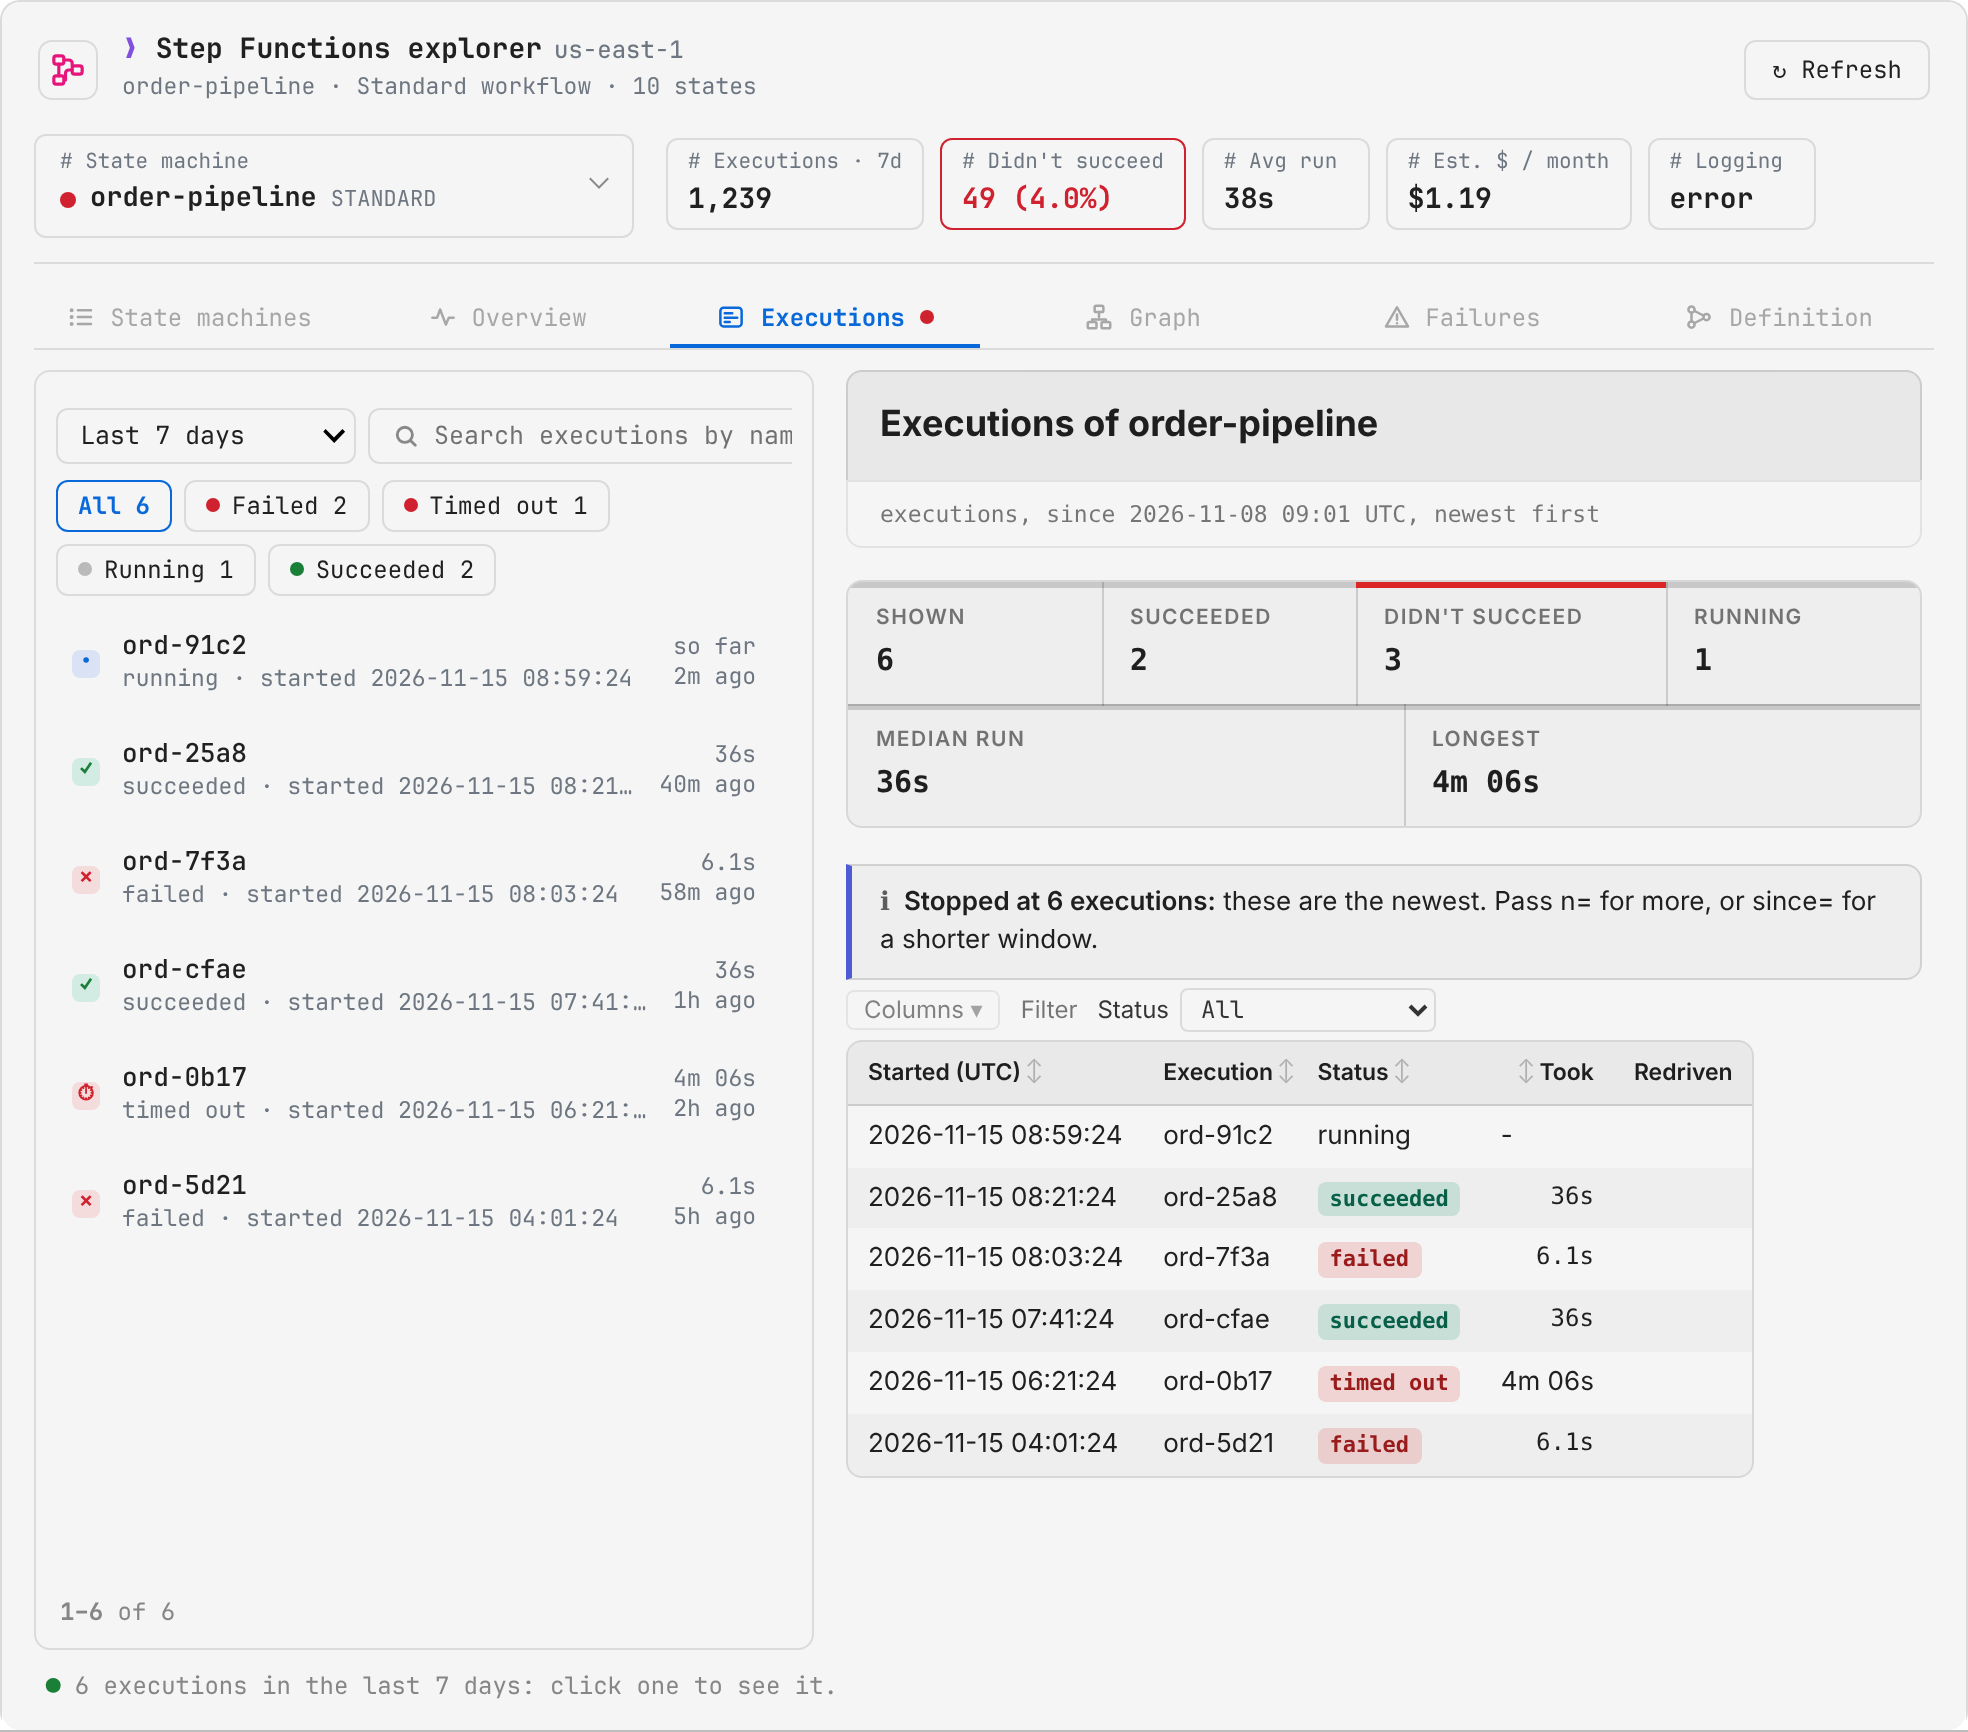 ❫ Step Functions explorer us-east-1
order-pipeline · Standard workflow · 10 states
↻ Refresh
# State machine
order-pipeline STANDARD
# Executions · 7d
1,239
# Didn't succeed
49 (4.0%)
# Avg run
38s
# Est. $ / month
$1.19
# Logging
error
State machines
Overview
Executions
Graph
Failures
Definition
Last 7 days
Search executions by nam
All 6
Failed 2
Timed out 1
Running 1
Succeeded 2
ord-91c2
so far
running · started 2026-11-15 08:59:24
2m ago
ord-25a8
36s
succeeded · started 2026-11-15 08:21…
40m ago
ord-7f3a
6.1s
failed · started 2026-11-15 08:03:24
58m ago
ord-cfae
36s
succeeded · started 2026-11-15 07:41:…
1h ago
ord-0b17
4m 06s
timed out · started 2026-11-15 06:21:…
2h ago
ord-5d21
6.1s
failed · started 2026-11-15 04:01:24
5h ago
1–6 of 6
6 executions in the last 7 days: click one to see it.
Executions of order-pipeline
executions, since 2026-11-08 09:01 UTC, newest first
SHOWN
6
SUCCEEDED
2
DIDN'T SUCCEED
3
RUNNING
1
MEDIAN RUN
36s
LONGEST
4m 06s
ℹ Stopped at 6 executions: these are the newest. Pass n= for more, or since= for
a shorter window.
Columns ▾ Filter Status All
Started (UTC) Execution Status Took Redriven
2026-11-15 08:59:24 ord-91c2 running -
2026-11-15 08:21:24 ord-25a8 succeeded 36s
2026-11-15 08:03:24 ord-7f3a failed 6.1s
2026-11-15 07:41:24 ord-cfae succeeded 36s
2026-11-15 06:21:24 ord-0b17 timed out 4m 06s
2026-11-15 04:01:24 ord-5d21 failed 6.1s